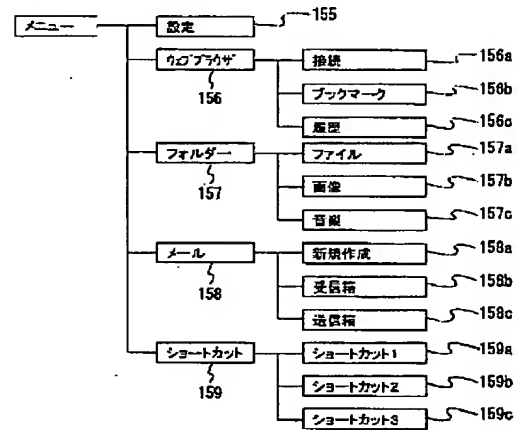 メニュー
設定
155
ウェブブラウザ
156
接続
156a
ブックマーク
156b
履歴
156c
フォルダー
157
ファイル
157a
画像
157b
音楽
157c
メール
158
新規作成
158a
受信箱
158b
送信箱
158c
ショートカット
159
ショートカット1
159a
ショートカット2
159b
ショートカット3
159c